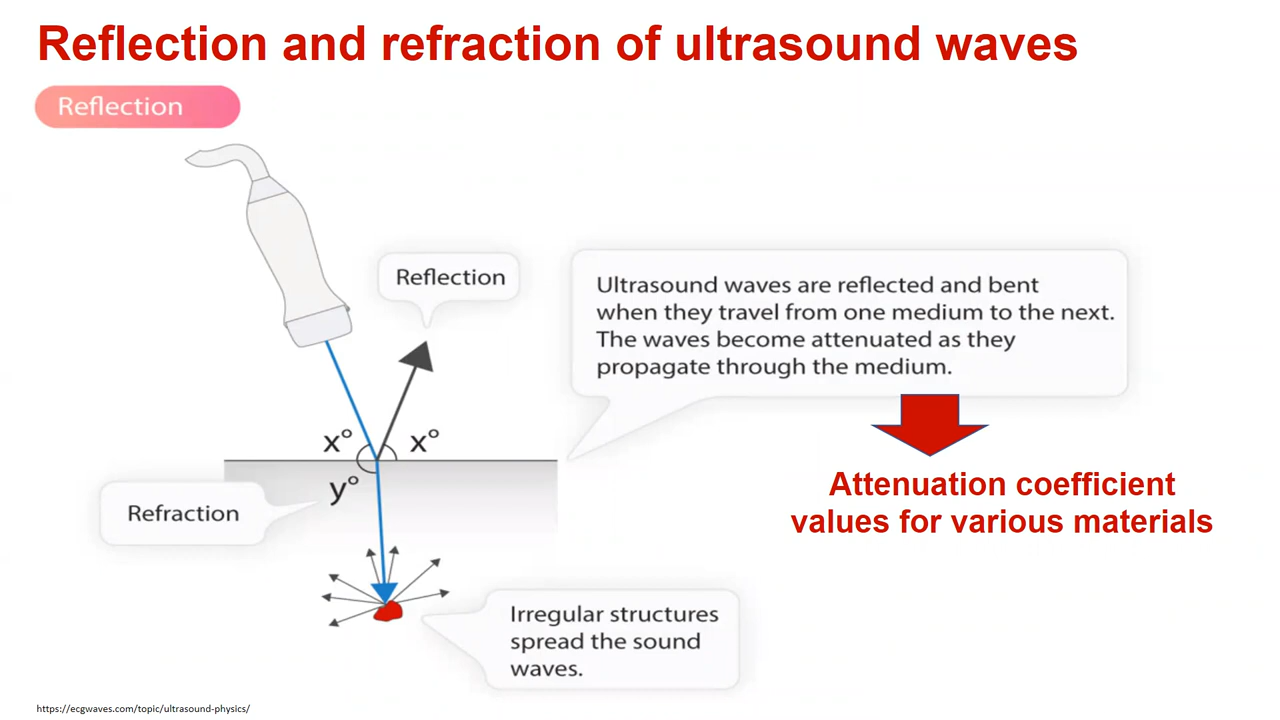 Reflection and refraction of ultrasound waves
Reflection
Reflection
Ultrasound waves are reflected and bent
when they travel from one medium to the next.
The waves become attenuated as they
propagate through the medium.
x° x°
y°
Refraction
Attenuation coefficient
values for various materials
Irregular structures
spread the sound
waves.
https://ecgwaves.com/topic/ultrasound-physics/